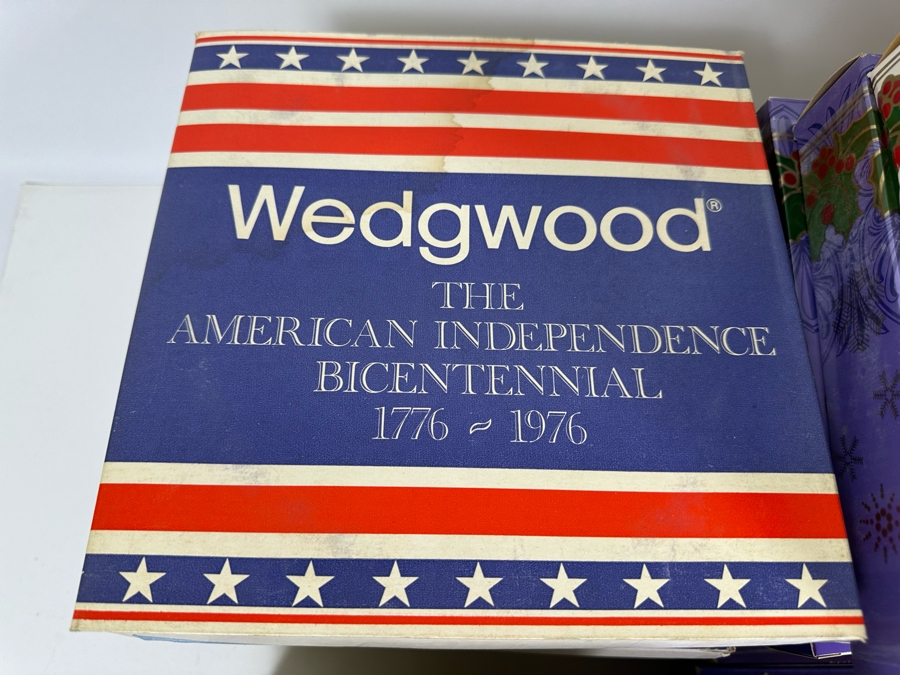 Wedgwood®
THE
AMERICAN INDEPENDENCE
BICENTENNIAL
1776 ~ 1976